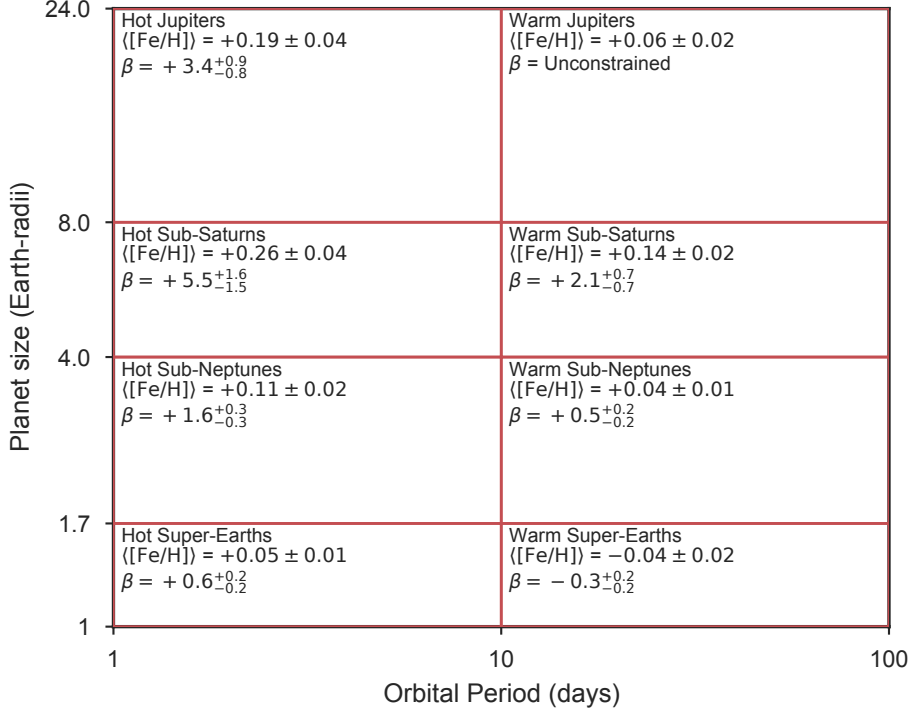 24.0
Hot Jupiters
⟨[Fe/H]⟩ = +0.19 ± 0.04
β = +3.4^{+0.9}_{−0.8}
Warm Jupiters
⟨[Fe/H]⟩ = +0.06 ± 0.02
β = Unconstrained
8.0
Hot Sub-Saturns
⟨[Fe/H]⟩ = +0.26 ± 0.04
β = +5.5^{+1.6}_{−1.5}
Warm Sub-Saturns
⟨[Fe/H]⟩ = +0.14 ± 0.02
β = +2.1^{+0.7}_{−0.7}
4.0
Hot Sub-Neptunes
⟨[Fe/H]⟩ = +0.11 ± 0.02
β = +1.6^{+0.3}_{−0.3}
Warm Sub-Neptunes
⟨[Fe/H]⟩ = +0.04 ± 0.01
β = +0.5^{+0.2}_{−0.2}
1.7
Hot Super-Earths
⟨[Fe/H]⟩ = +0.05 ± 0.01
β = +0.6^{+0.2}_{−0.2}
Warm Super-Earths
⟨[Fe/H]⟩ = −0.04 ± 0.02
β = −0.3^{+0.2}_{−0.2}
1
Planet size (Earth-radii)
1
10
100
Orbital Period (days)